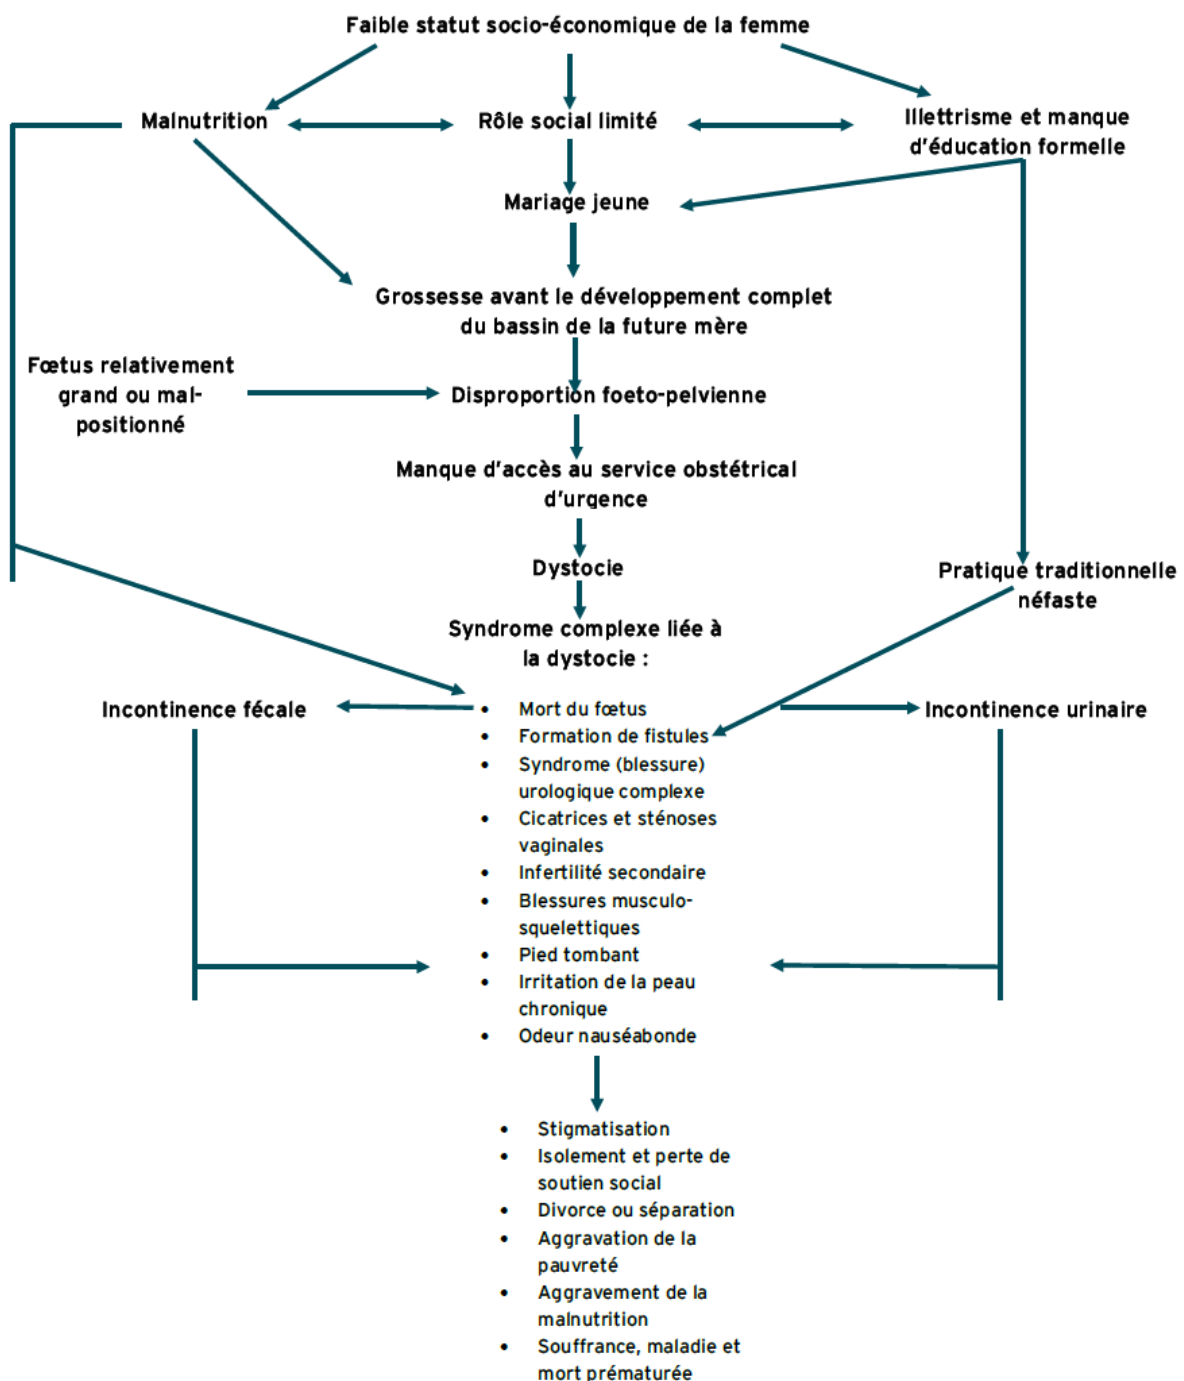 Faible statut socio-économique de la femme
Malnutrition
Rôle social limité
Illettrisme et manque
d'éducation formelle
Mariage jeune
Grossesse avant le développement complet
du bassin de la future mère
Fœtus relativement
grand ou mal-
positionné
Disproportion foeto-pelvienne
Manque d'accès au service obstétrical
d'urgence
Dystocie
Pratique traditionnelle
néfaste
Syndrome complexe liée à
la dystocie :
Incontinence fécale
• Mort du fœtus
• Formation de fistules
• Syndrome (blessure)
urologique complexe
• Cicatrices et sténoses
vaginales
• Infertilité secondaire
• Blessures musculo-
squelettiques
• Pied tombant
• Irritation de la peau
chronique
• Odeur nauséabonde
Incontinence urinaire
• Stigmatisation
• Isolement et perte de
soutien social
• Divorce ou séparation
• Aggravation de la
pauvreté
• Aggravement de la
malnutrition
• Souffrance, maladie et
mort prématurée